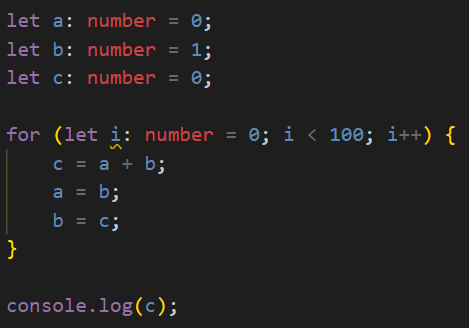 let a: number = 0;
let b: number = 1;
let c: number = 0;

for (let i: number = 0; i < 100; i++) {
    c = a + b;
    a = b;
    b = c;
}

console.log(c);